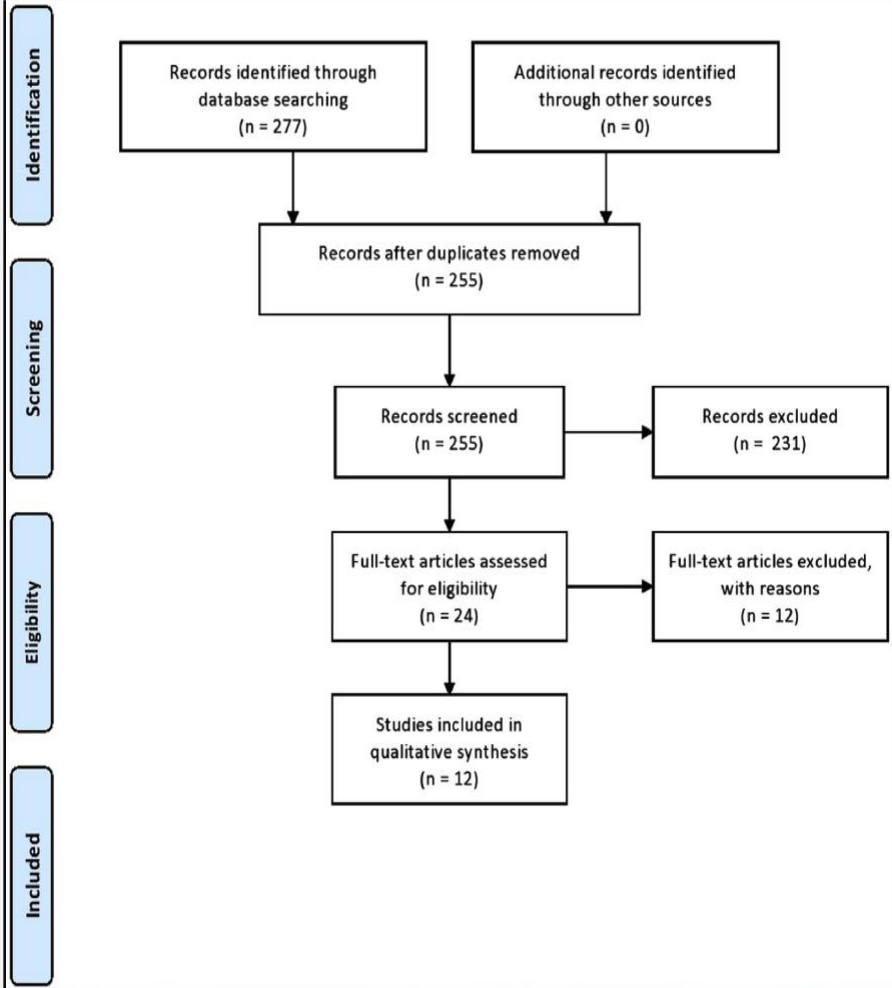 Identification
Records identified through
database searching
(n = 277)
Additional records identified
through other sources
(n = 0)
Records after duplicates removed
(n = 255)
Screening
Records screened
(n = 255)
Records excluded
(n = 231)
Eligibility
Full-text articles assessed
for eligibility
(n = 24)
Full-text articles excluded,
with reasons
(n = 12)
Studies included in
qualitative synthesis
(n = 12)
Included